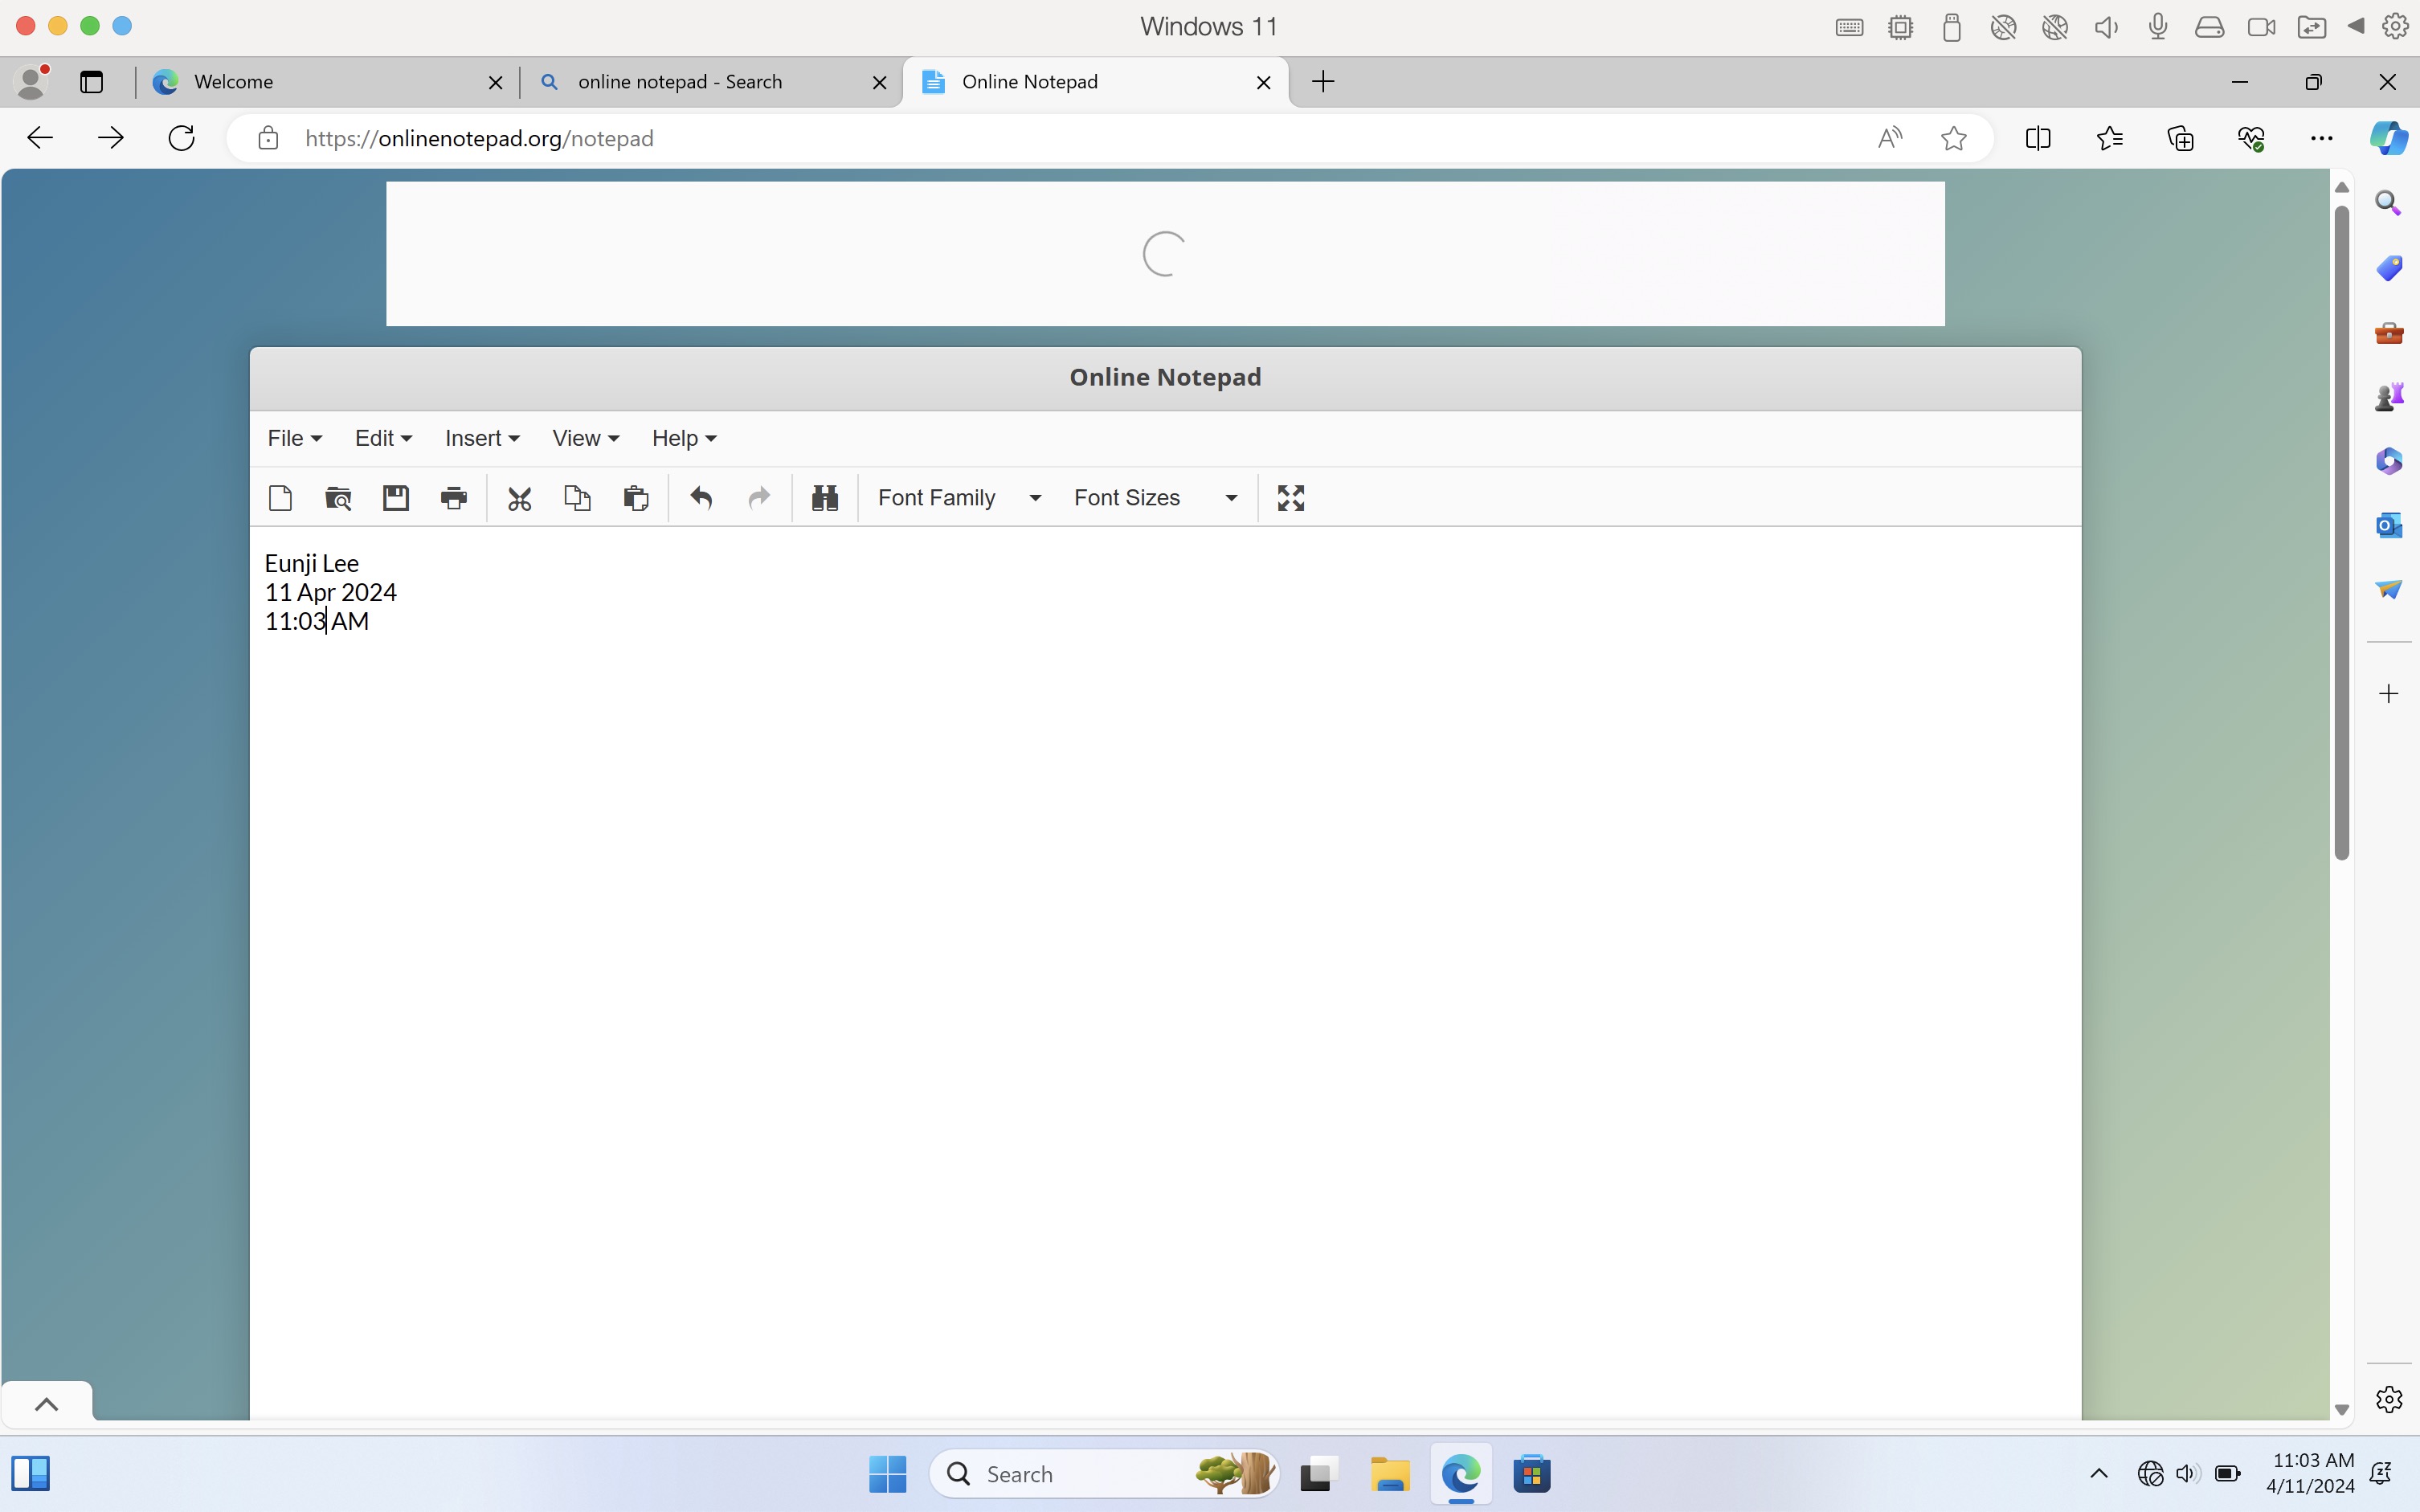 Windows 11
Welcome
online notepad - Search
Online Notepad
https://onlinenotepad.org/notepad
Online Notepad
File
Edit
Insert
View
Help
Font Family
Font Sizes
Eunji Lee
11 Apr 2024
11:03 AM
Search
11:03 AM
4/11/2024